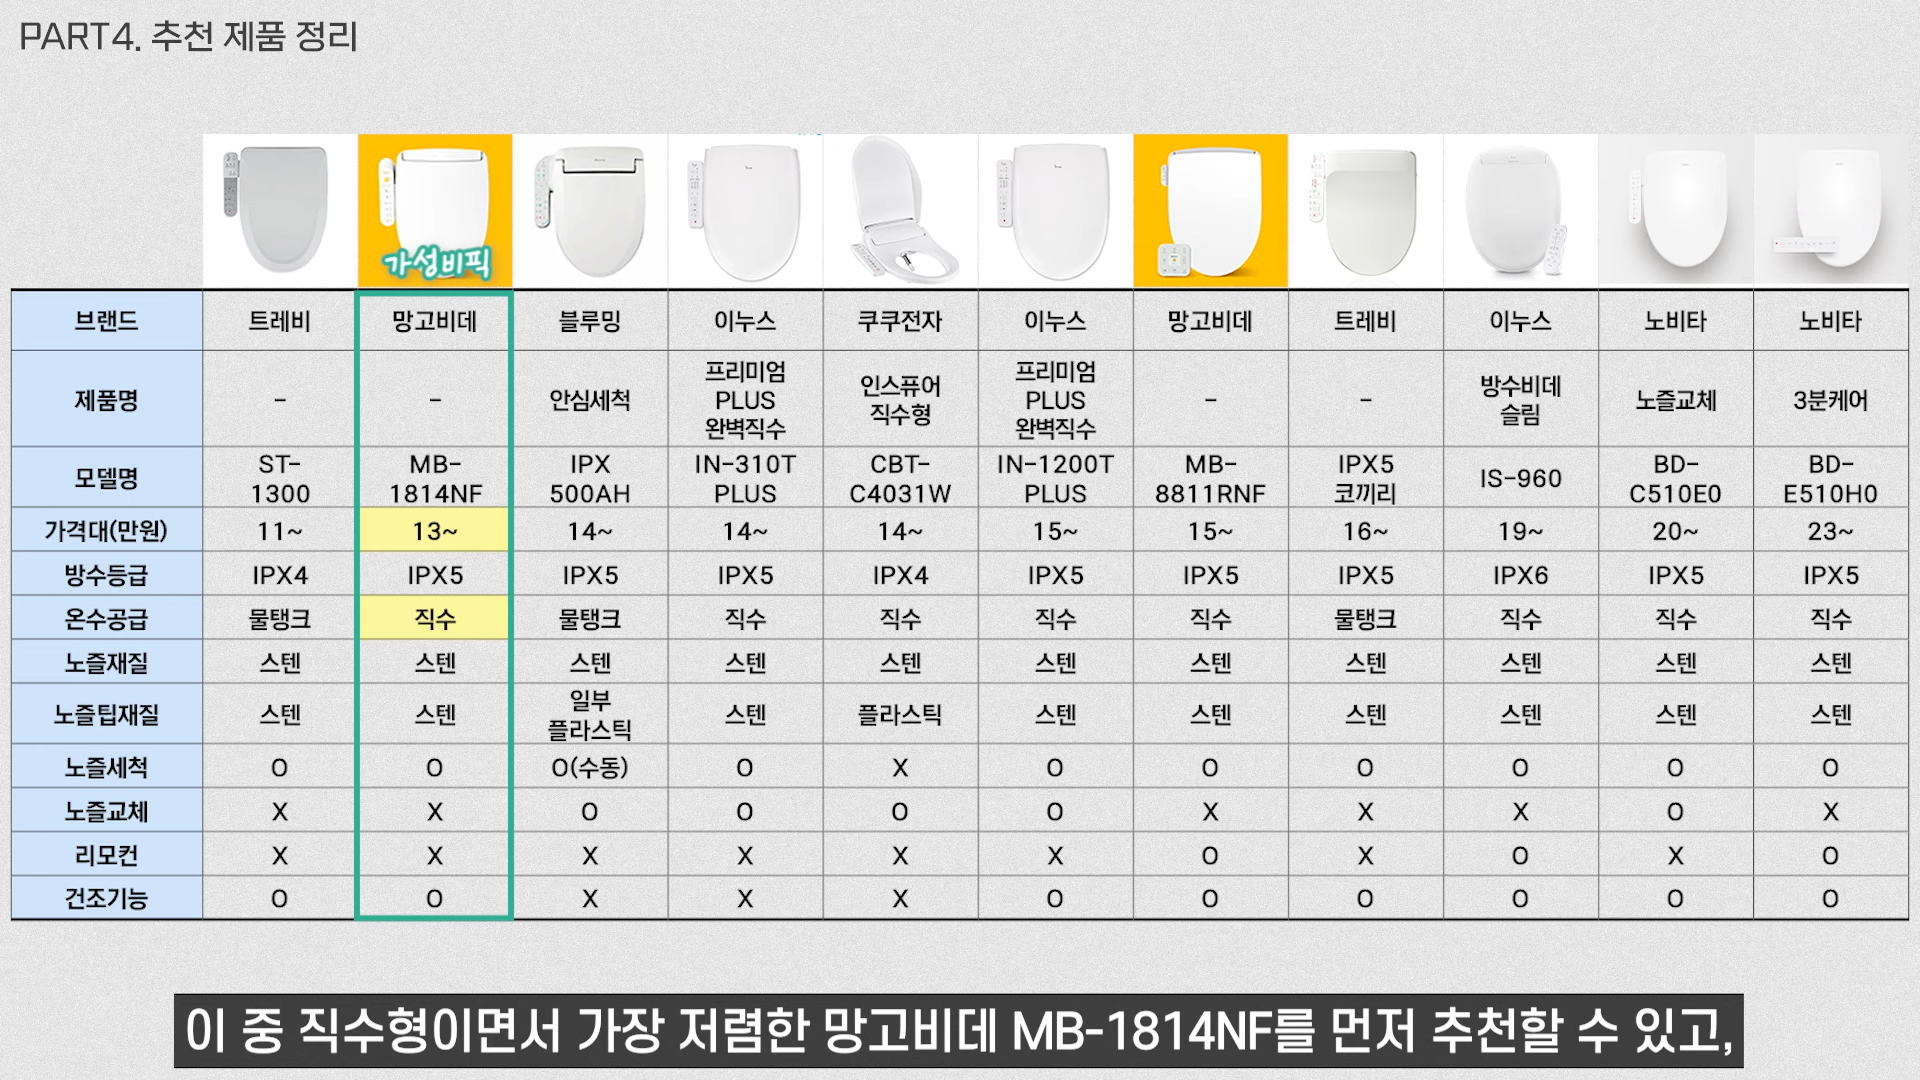 PART4. 추천 제품 정리
가성비픽
브랜드 트레비 망고비데 블루밍 이누스 쿠쿠전자 이누스 망고비데 트레비 이누스 노비타 노비타
제품명 - - 안심세척 프리미엄 PLUS 완벽직수 인스퓨어 직수형 프리미엄 PLUS 완벽직수 - - 방수비데 슬림 노즐교체 3분케어
모델명 ST-1300 MB-1814NF IPX 500AH IN-310T PLUS CBT-C4031W IN-1200T PLUS MB-8811RNF IPX5 코끼리 IS-960 BD-C510E0 BD-E510H0
가격대(만원) 11~ 13~ 14~ 14~ 14~ 15~ 15~ 16~ 19~ 20~ 23~
방수등급 IPX4 IPX5 IPX5 IPX5 IPX4 IPX5 IPX5 IPX5 IPX6 IPX5 IPX5
온수공급 물탱크 직수 물탱크 직수 직수 직수 직수 물탱크 직수 직수 직수
노즐재질 스텐 스텐 스텐 스텐 스텐 스텐 스텐 스텐 스텐 스텐 스텐
노즐팁재질 스텐 스텐 일부 플라스틱 스텐 플라스틱 스텐 스텐 스텐 스텐 스텐 스텐
노즐세척 O O O(수동) O X O O O O O O
노즐교체 X X O O O O X X X O X
리모컨 X X X X X X O X O X O
건조기능 O O X X X O O O O O O
이 중 직수형이면서 가장 저렴한 망고비데 MB-1814NF를 먼저 추천할 수 있고,